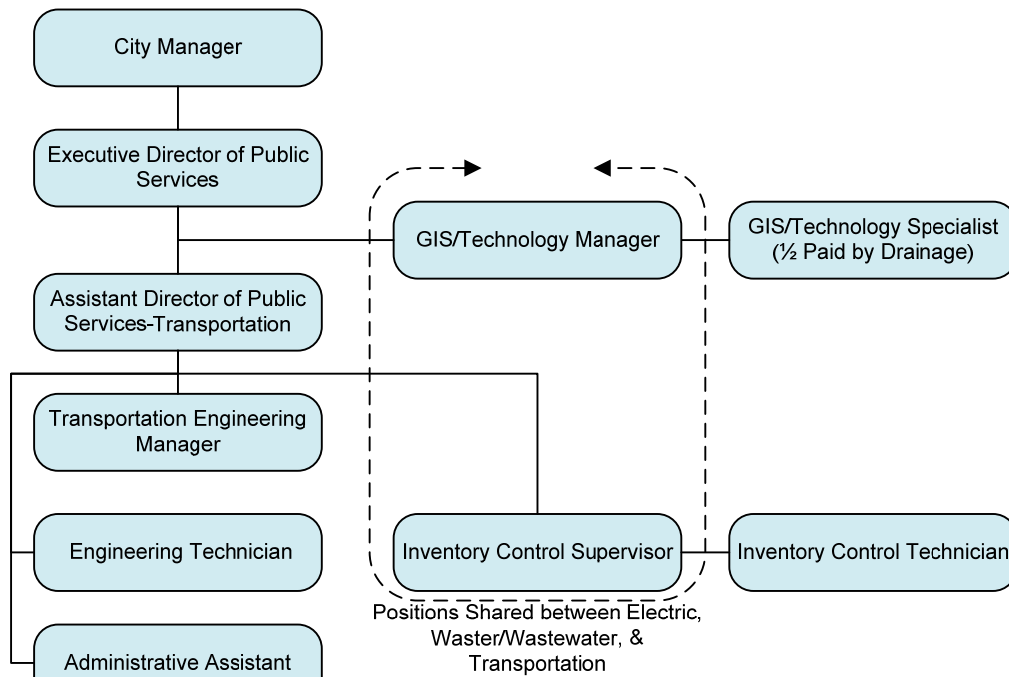 City Manager
Executive Director of Public
Services
GIS/Technology Manager
GIS/Technology Specialist
(½ Paid by Drainage)
Assistant Director of Public
Services-Transportation
Transportation Engineering
Manager
Engineering Technician
Inventory Control Supervisor
Inventory Control Technician
Positions Shared between Electric,
Waster/Wastewater, &
Transportation
Administrative Assistant